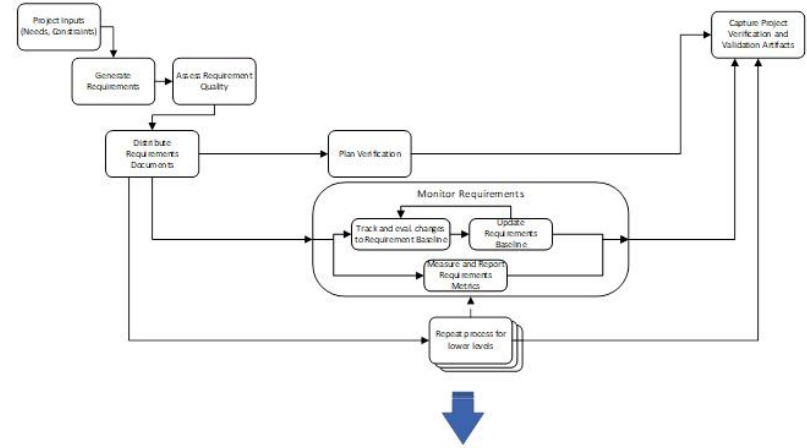 Project Inputs
(Needs, Constraints)
Capture Project
Verification and
Validation Artifacts
Generate
Requirements
Assess Requirement
Quality
Distribute
Requirements
Documents
Plan Verification
Monitor Requirements
Track and eval. changes
to Requirement Baseline
Update
Requirements
Baseline
Measure and Report
Requirements
Metrics
Repeat process for
lower levels